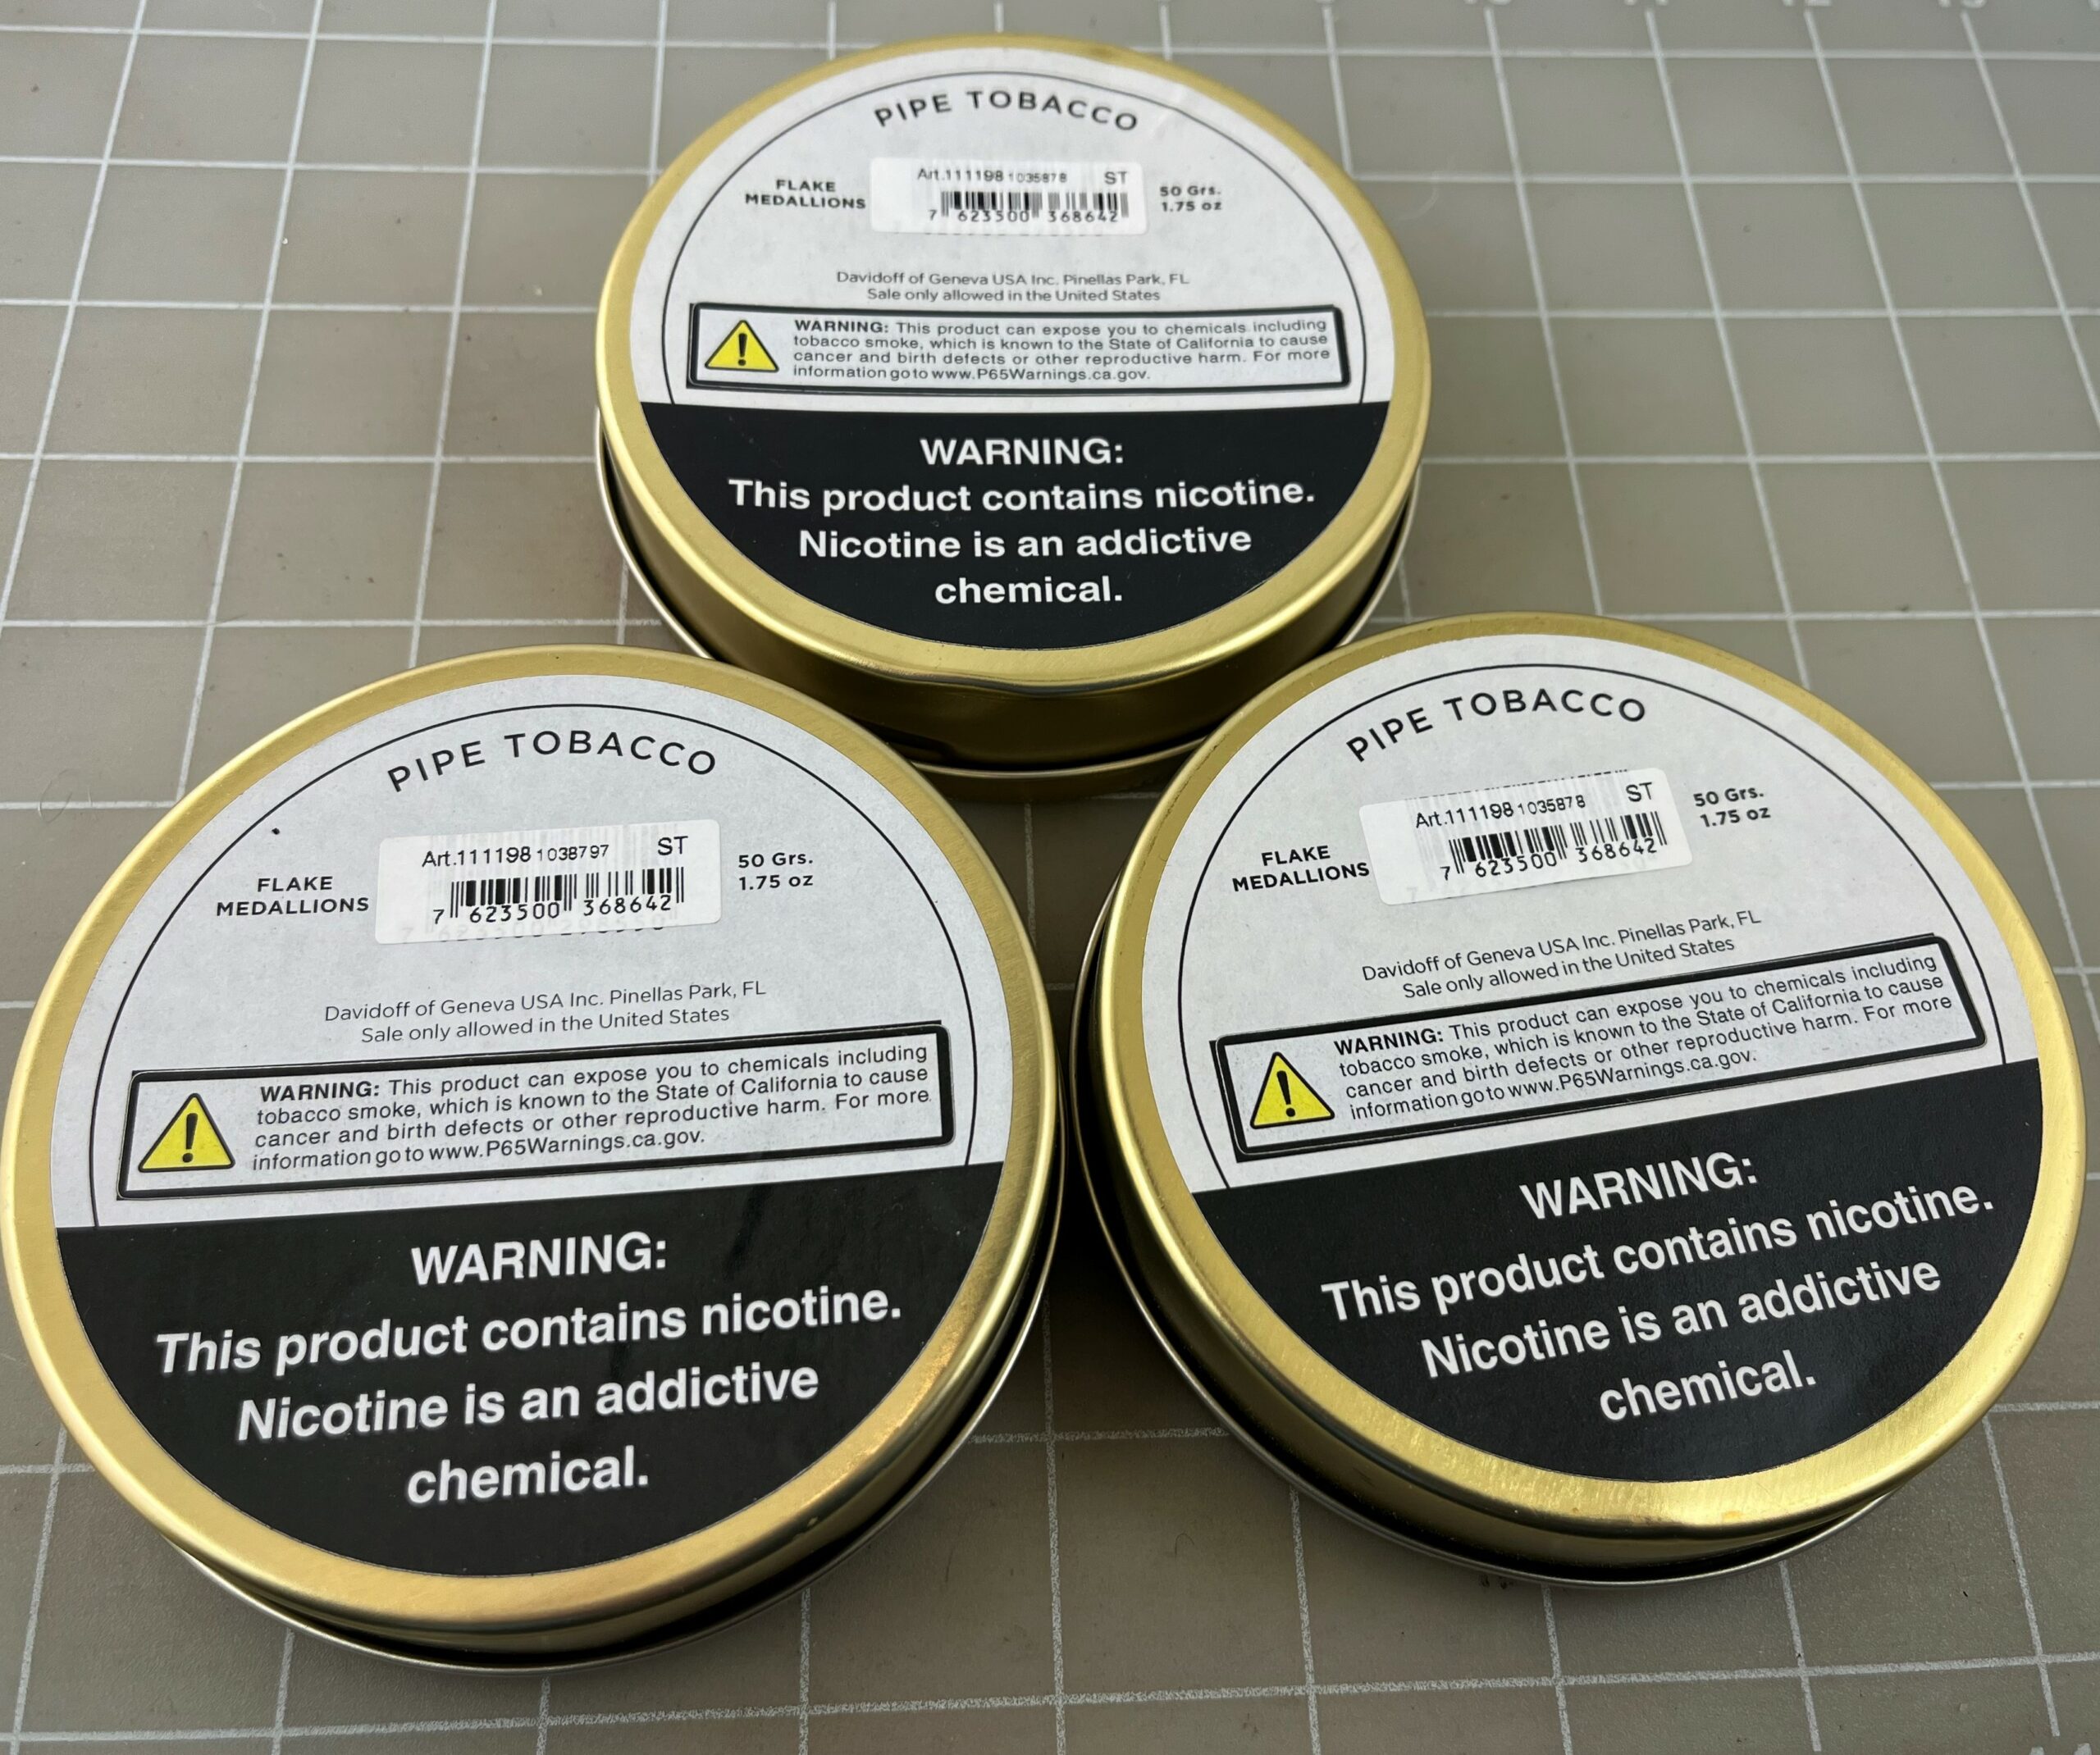 PIPE TOBACCO
FLAKE
MEDALLIONS
Art.111198 1035878 ST
7 623500 368642
50 Grs.
1.75 oz
Davidoff of Geneva USA Inc. Pinellas Park, FL
Sale only allowed in the United States
WARNING: This product can expose you to chemicals including
tobacco smoke, which is known to the State of California to cause
cancer and birth defects or other reproductive harm. For more
information go to www.P65Warnings.ca.gov.
WARNING:
This product contains nicotine.
Nicotine is an addictive
chemical.
PIPE TOBACCO
FLAKE
MEDALLIONS
Art.111198 1038797 ST
7 623500 368642
50 Grs.
1.75 oz
Davidoff of Geneva USA Inc. Pinellas Park, FL
Sale only allowed in the United States
WARNING: This product can expose you to chemicals including
tobacco smoke, which is known to the State of California to cause
cancer and birth defects or other reproductive harm. For more
information go to www.P65Warnings.ca.gov.
WARNING:
This product contains nicotine.
Nicotine is an addictive
chemical.
PIPE TOBACCO
FLAKE
MEDALLIONS
Art.111198 1035878 ST
7 623500 368642
50 Grs.
1.75 oz
Davidoff of Geneva USA Inc. Pinellas Park, FL
Sale only allowed in the United States
WARNING: This product can expose you to chemicals including
tobacco smoke, which is known to the State of California to cause
cancer and birth defects or other reproductive harm. For more
information go to www.P65Warnings.ca.gov.
WARNING:
This product contains nicotine.
Nicotine is an addictive
chemical.